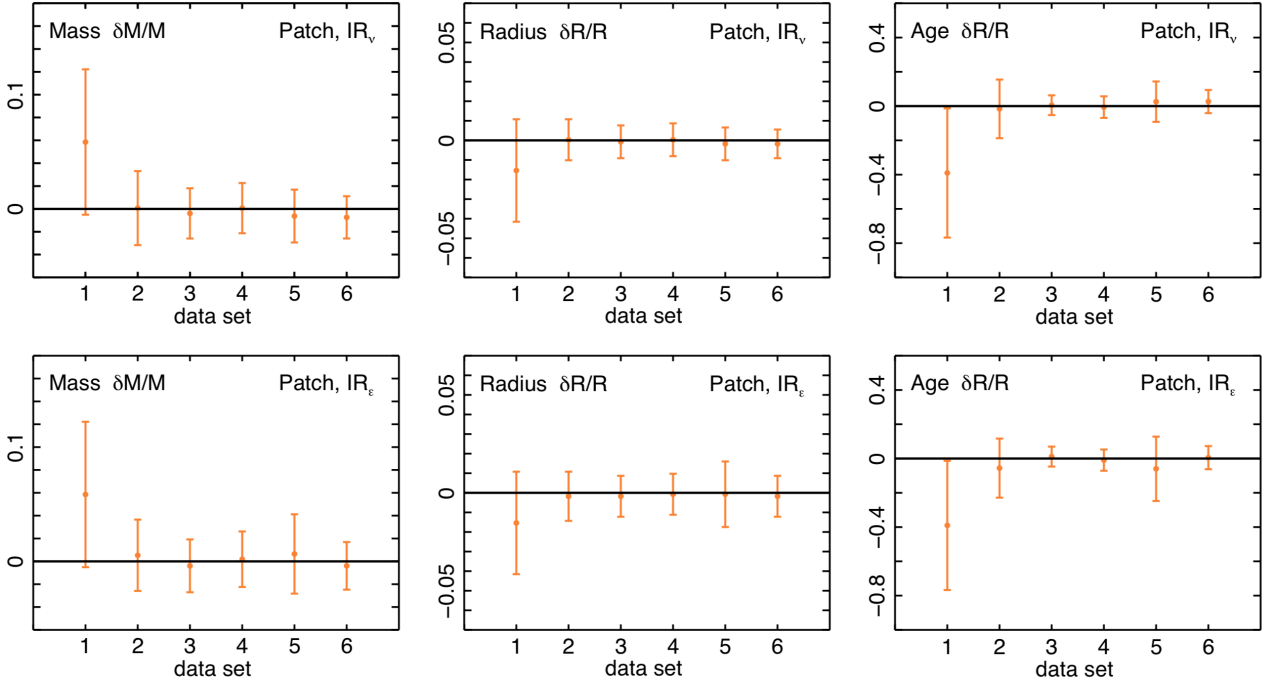 Mass δM/M Patch, IRν
0.1
0
1 2 3 4 5 6
data set
Radius δR/R Patch, IRν
0.05
0
−0.05
1 2 3 4 5 6
data set
Age δR/R Patch, IRν
0.4
0
−0.4
−0.8
1 2 3 4 5 6
data set
Mass δM/M Patch, IRε
0.1
0
1 2 3 4 5 6
data set
Radius δR/R Patch, IRε
0.05
0
−0.05
1 2 3 4 5 6
data set
Age δR/R Patch, IRε
0.4
0
−0.4
−0.8
1 2 3 4 5 6
data set